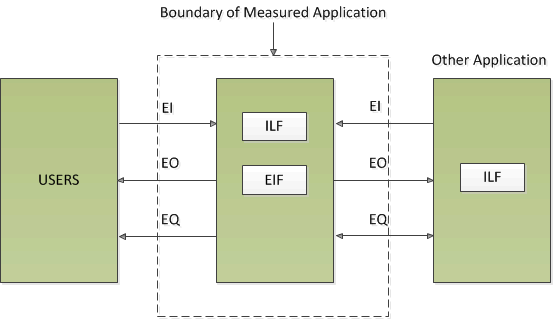 Boundary of Measured Application
Other Application
EI
EI
ILF
EO
EO
USERS
EIF
ILF
EQ
EQ